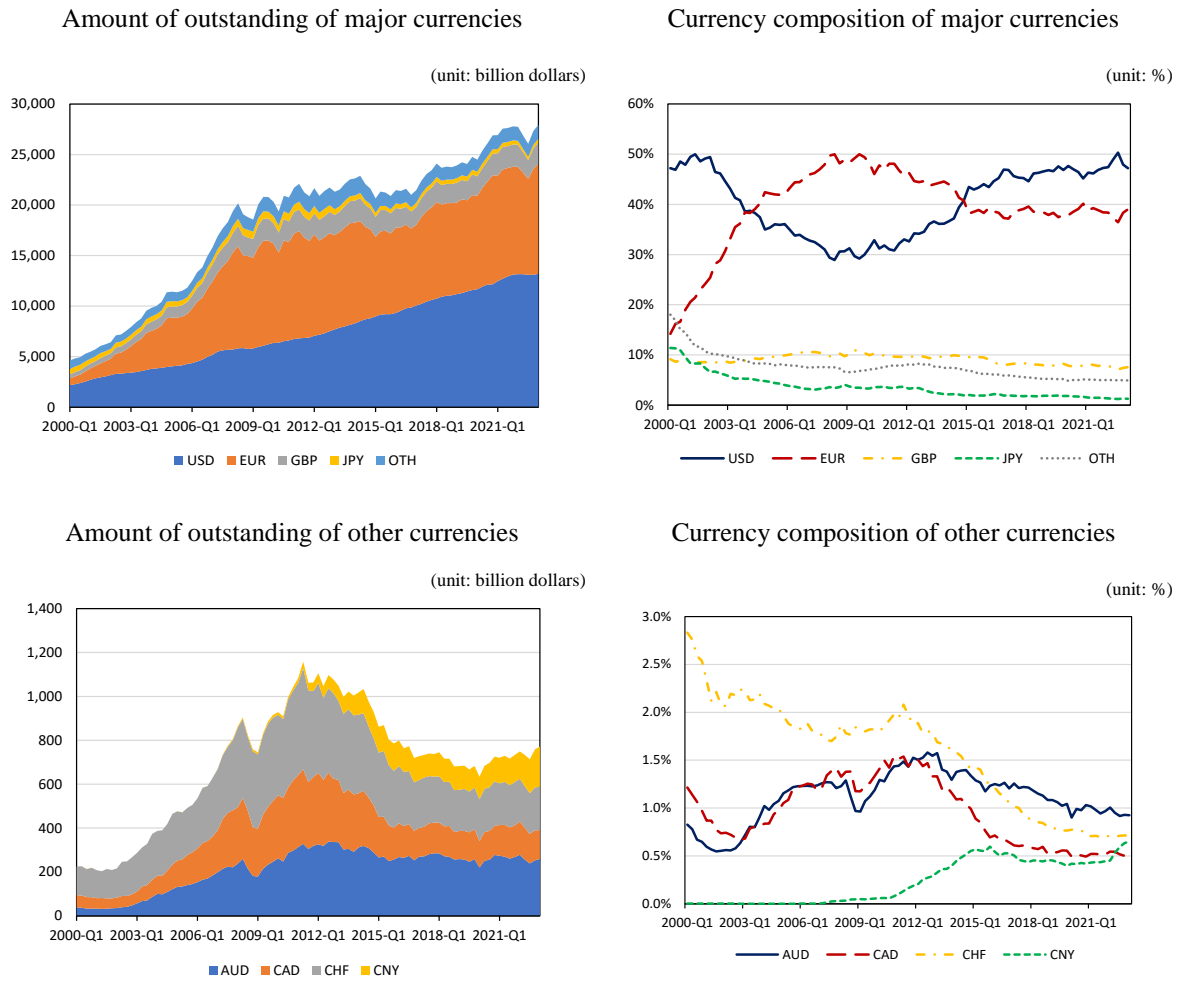 Amount of outstanding of major currencies
(unit: billion dollars)
30,000
25,000
20,000
15,000
10,000
5,000
0
2000-Q1 2003-Q1 2006-Q1 2009-Q1 2012-Q1 2015-Q1 2018-Q1 2021-Q1
USD EUR GBP JPY OTH
Currency composition of major currencies
(unit: %)
60%
50%
40%
30%
20%
10%
0%
2000-Q1 2003-Q1 2006-Q1 2009-Q1 2012-Q1 2015-Q1 2018-Q1 2021-Q1
USD EUR GBP JPY OTH
Amount of outstanding of other currencies
(unit: billion dollars)
1,400
1,200
1,000
800
600
400
200
0
2000-Q1 2003-Q1 2006-Q1 2009-Q1 2012-Q1 2015-Q1 2018-Q1 2021-Q1
AUD CAD CHF CNY
Currency composition of other currencies
(unit: %)
3.0%
2.5%
2.0%
1.5%
1.0%
0.5%
0.0%
2000-Q1 2003-Q1 2006-Q1 2009-Q1 2012-Q1 2015-Q1 2018-Q1 2021-Q1
AUD CAD CHF CNY